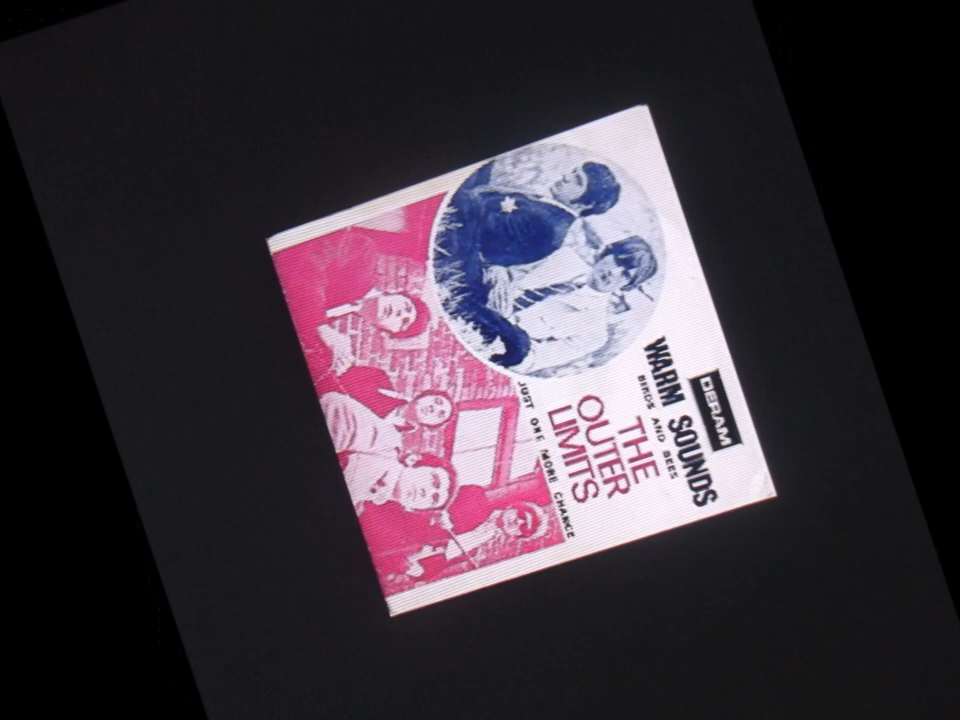 DERAM
WARM SOUNDS
BIRDS AND BEES
THE
OUTER
LIMITS
JUST ONE MORE CHANCE